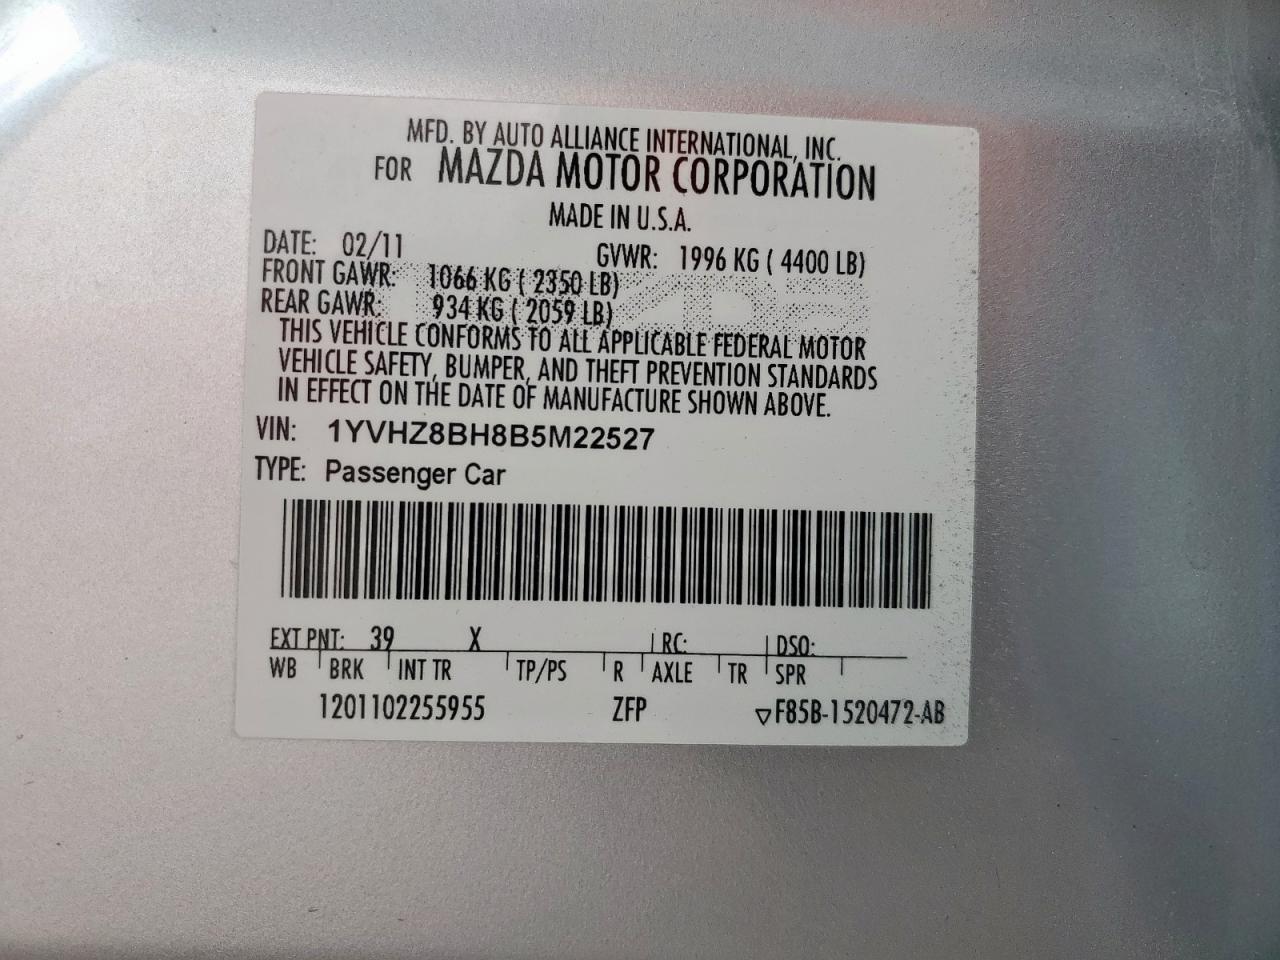 MFD. BY AUTO ALLIANCE INTERNATIONAL, INC.
FOR MAZDA MOTOR CORPORATION
MADE IN U.S.A.
DATE: 02/11 GVWR: 1996 KG ( 4400 LB)
FRONT GAWR: 1066 KG ( 2350 LB)
REAR GAWR: 934 KG ( 2059 LB)
THIS VEHICLE CONFORMS TO ALL APPLICABLE FEDERAL MOTOR
VEHICLE SAFETY, BUMPER, AND THEFT PREVENTION STANDARDS
IN EFFECT ON THE DATE OF MANUFACTURE SHOWN ABOVE.
VIN: 1YVHZ8BH8B5M22527
TYPE: Passenger Car
EXT PNT: 39 X RC: DSO:
WB BRK INT TR TP/PS R AXLE TR SPR
1201102255955 ZFP ▽F85B-1520472-AB